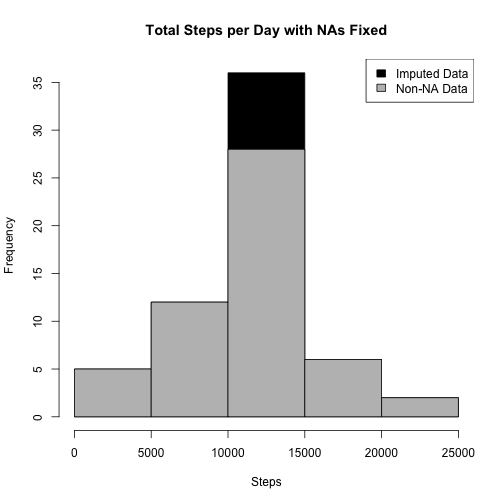 Total Steps per Day with NAs Fixed
Imputed Data
Non-NA Data
35
30
25
20
15
10
5
0
Frequency
0 5000 10000 15000 20000 25000
Steps